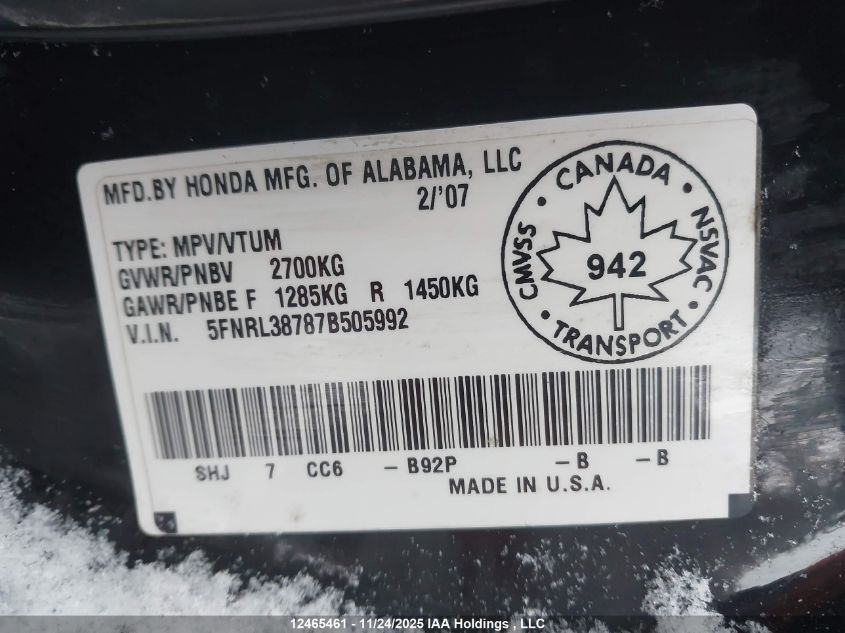 MFD.BY HONDA MFG. OF ALABAMA, LLC
2/'07
TYPE: MPV/VTUM
GVWR/PNBV 2700KG
GAWR/PNBE F 1285KG R 1450KG
V.I.N. 5FNRL38787B505992
CANADA
CMVSS
NSVAC
942
TRANSPORT
SHJ 7 CC6 - B92P - B - B
MADE IN U.S.A.
12465461 - 11/24/2025 IAA Holdings , LLC